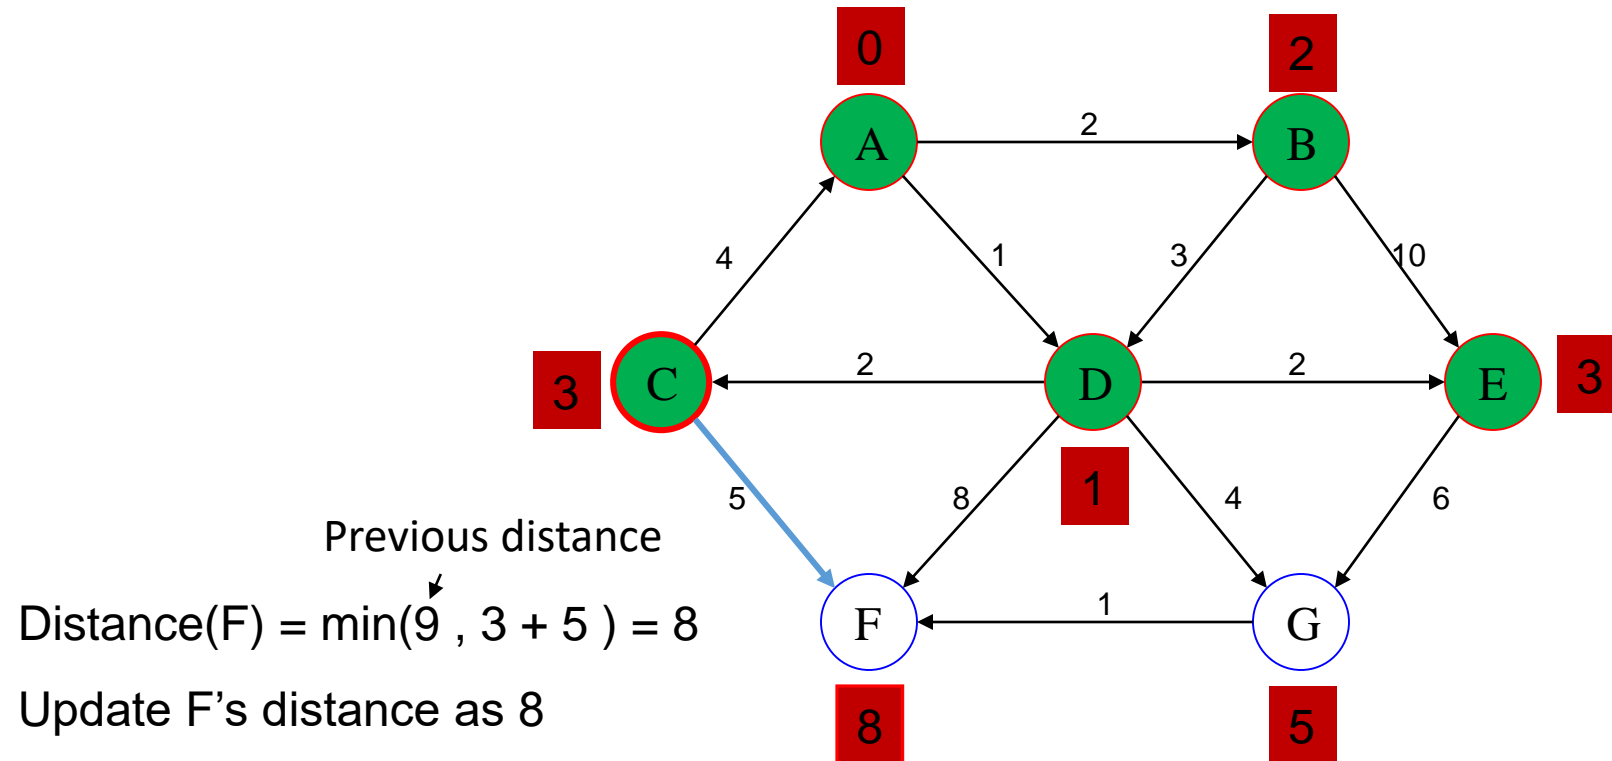 0
2
A
2
B
4
1
3
10
3
C
2
D
2
E
3
1
5
8
4
6
Previous distance
Distance(F) = min(9 , 3 + 5 ) = 8
F
1
G
Update F's distance as 8
8
5